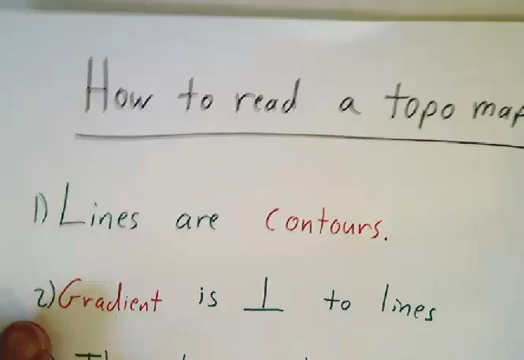 How to read a topo map
1) Lines are contours.
2) Gradient is ⊥ to lines